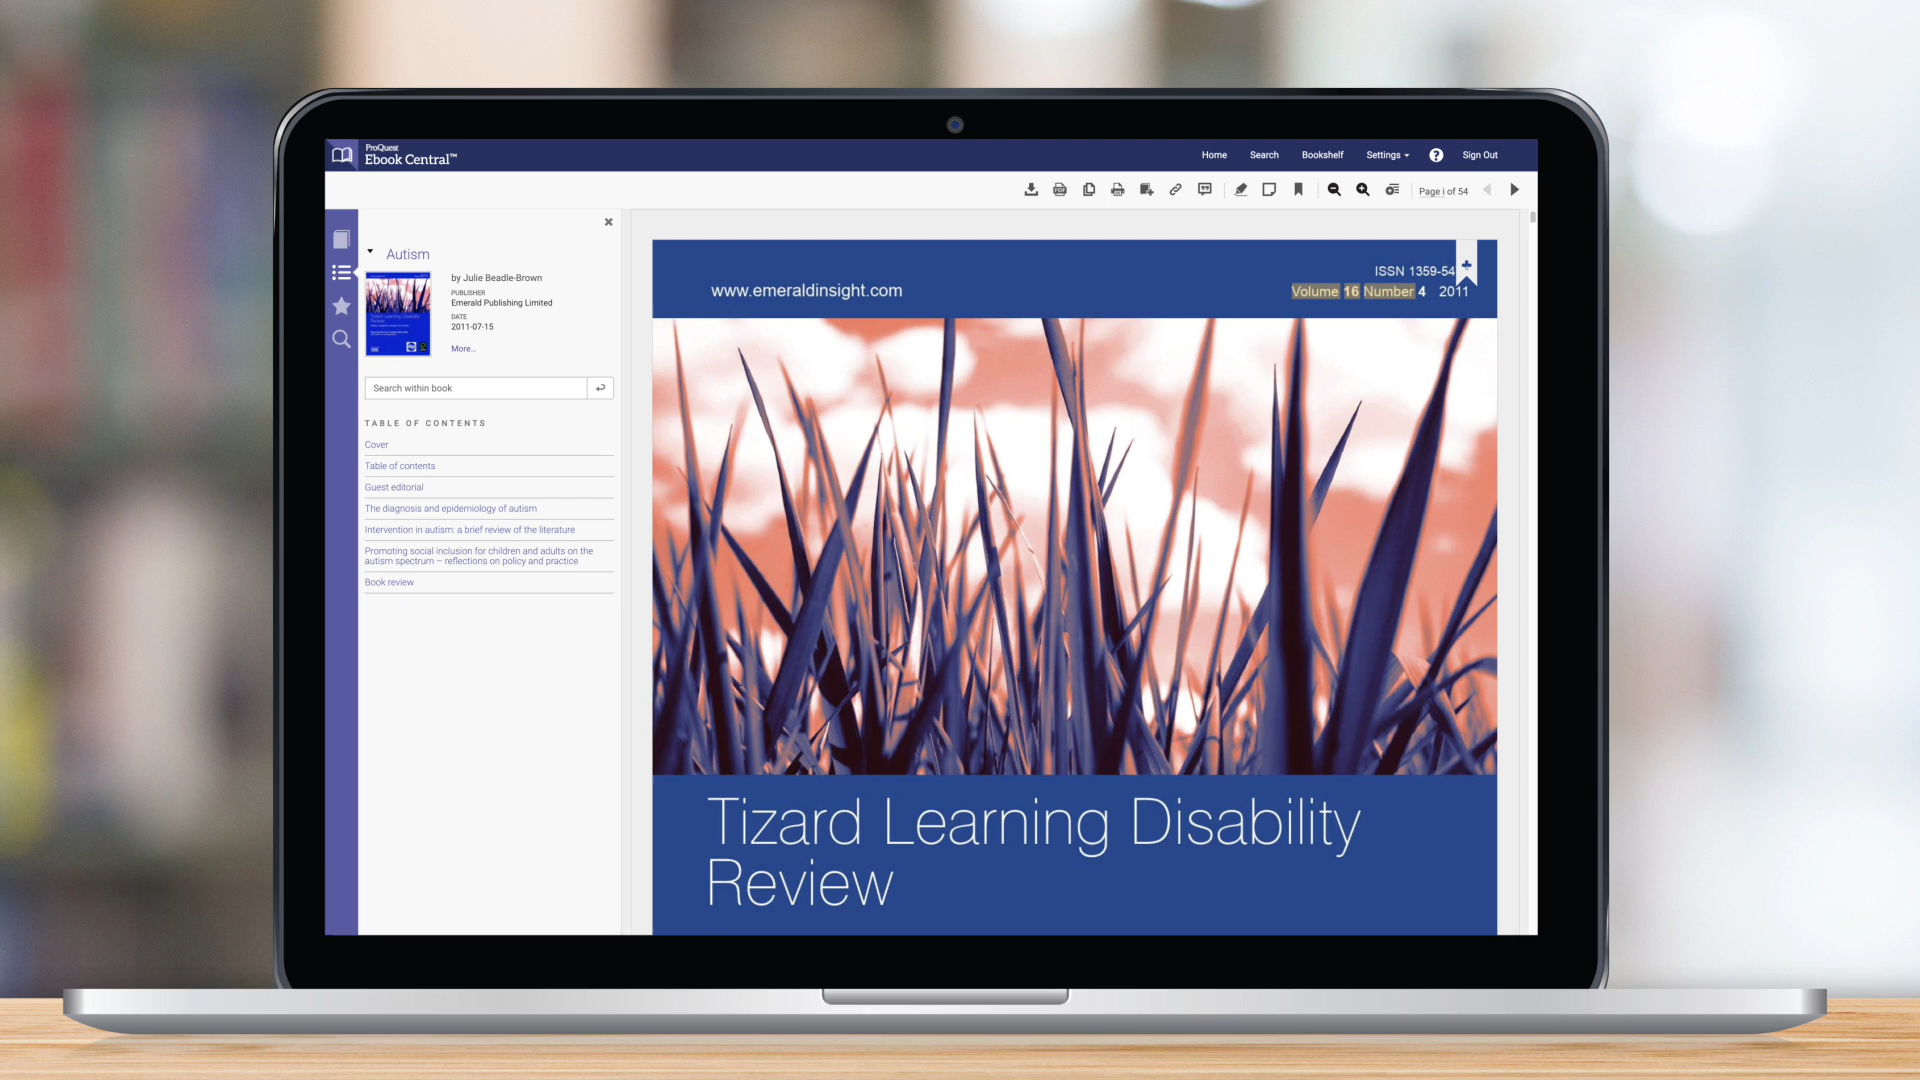 ProQuest
Ebook Central™
Home Search Bookshelf Settings Sign Out
Page i of 54
Autism
by Julie Beadle-Brown
PUBLISHER
Emerald Publishing Limited
DATE
2011-07-15
More...
Search within book
TABLE OF CONTENTS
Cover
Table of contents
Guest editorial
The diagnosis and epidemiology of autism
Intervention in autism: a brief review of the literature
Promoting social inclusion for children and adults on the
autism spectrum – reflections on policy and practice
Book review
ISSN 1359-54
www.emeraldinsight.com
Volume 16 Number 4 2011
Tizard Learning Disability
Review